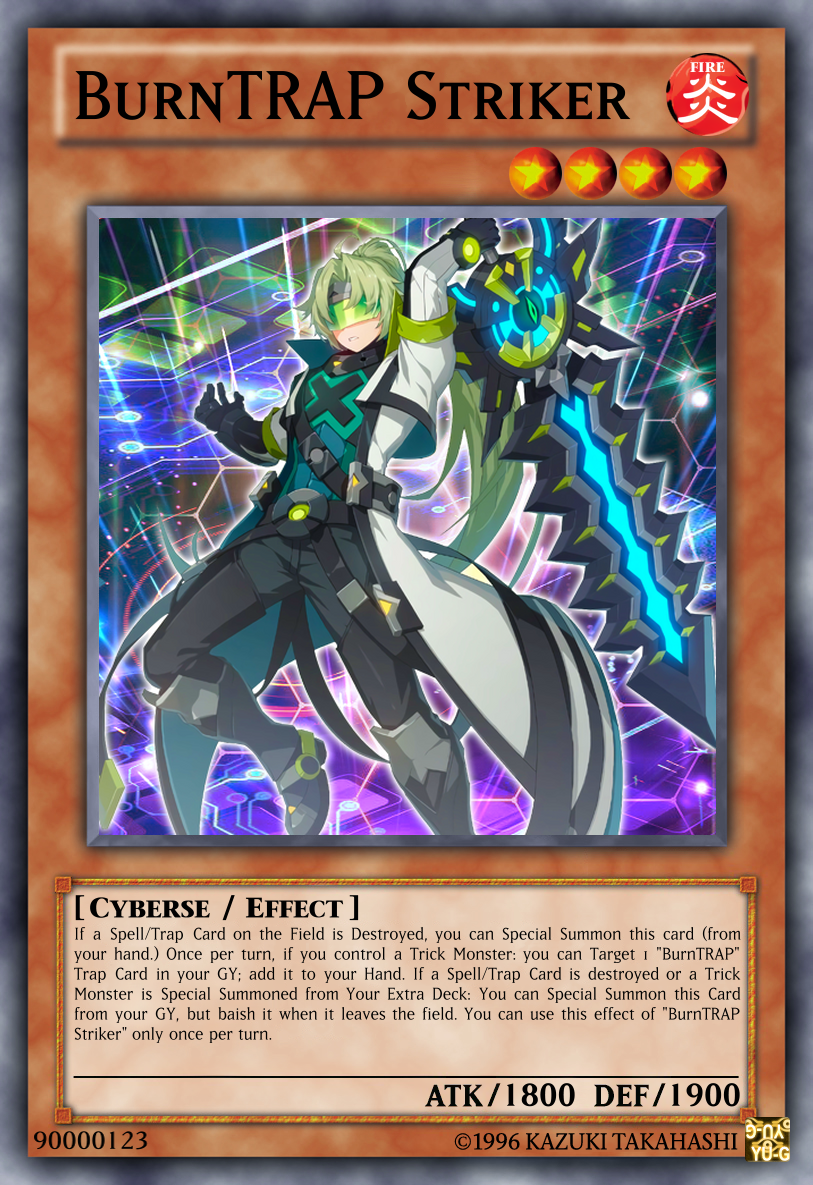 BurnTRAP Striker
FIRE
炎
[ Cyberse / Effect ]
If a Spell/Trap Card on the Field is Destroyed, you can Special Summon this card (from
your hand.) Once per turn, if you control a Trick Monster: you can Target 1 "BurnTRAP"
Trap Card in your GY; add it to your Hand. If a Spell/Trap Card is destroyed or a Trick
Monster is Special Summoned from Your Extra Deck: You can Special Summon this Card
from your GY, but baish it when it leaves the field. You can use this effect of "BurnTRAP
Striker" only once per turn.
ATK/1800 DEF/1900
90000123
©1996 KAZUKI TAKAHASHI